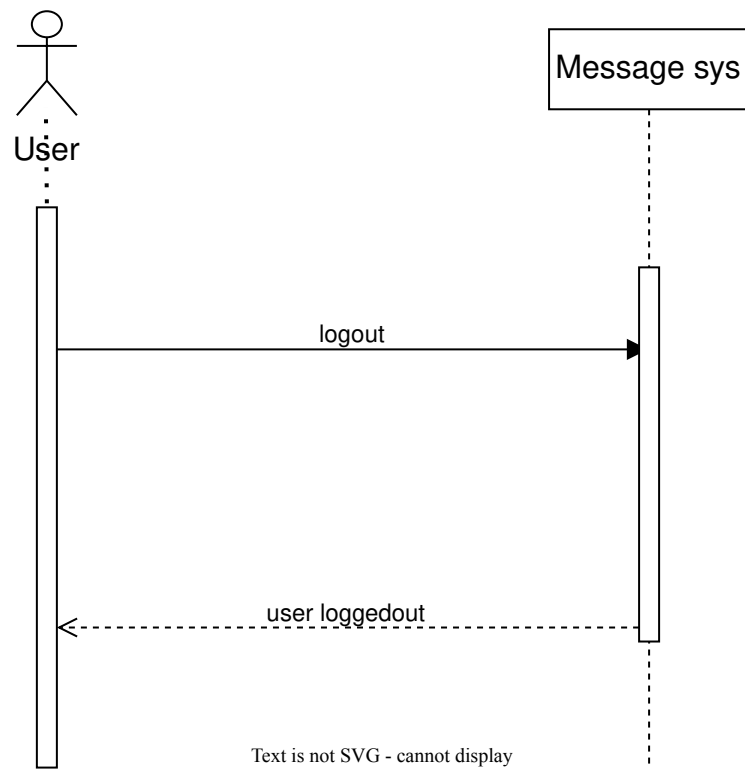 User
Message sys
logout
user loggedout
Text is not SVG - cannot display